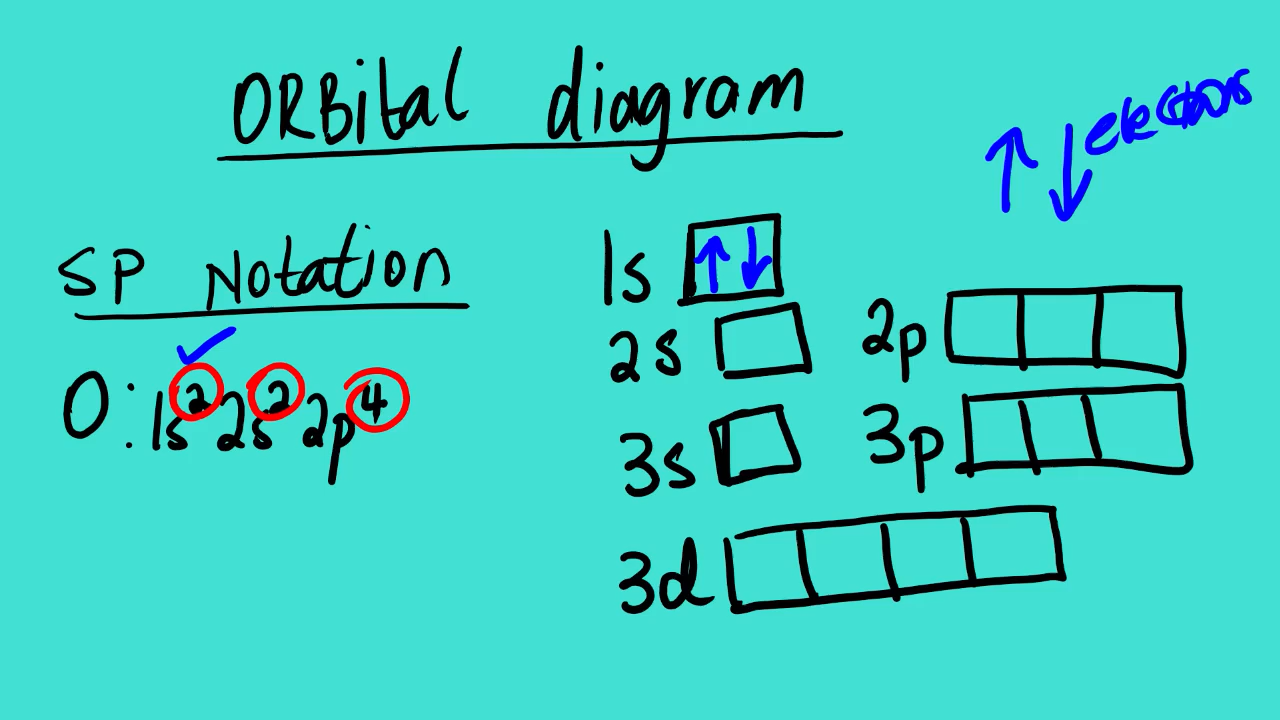 ORBital diagram
↑ ↓ electrons
SP Notation
O: 1s² 2s² 2p⁴
1s ↑↓
2s
2p
3s
3p
3d